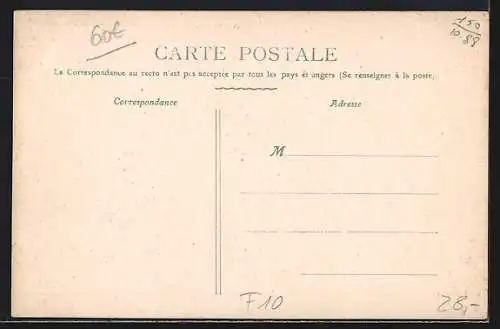 60€
150
10.89
CARTE POSTALE
La Correspondance au recto n'est pas acceptée par tous les pays étrangers (Se renseigner à la poste.
Correspondance
Adresse
M
F10
28,-